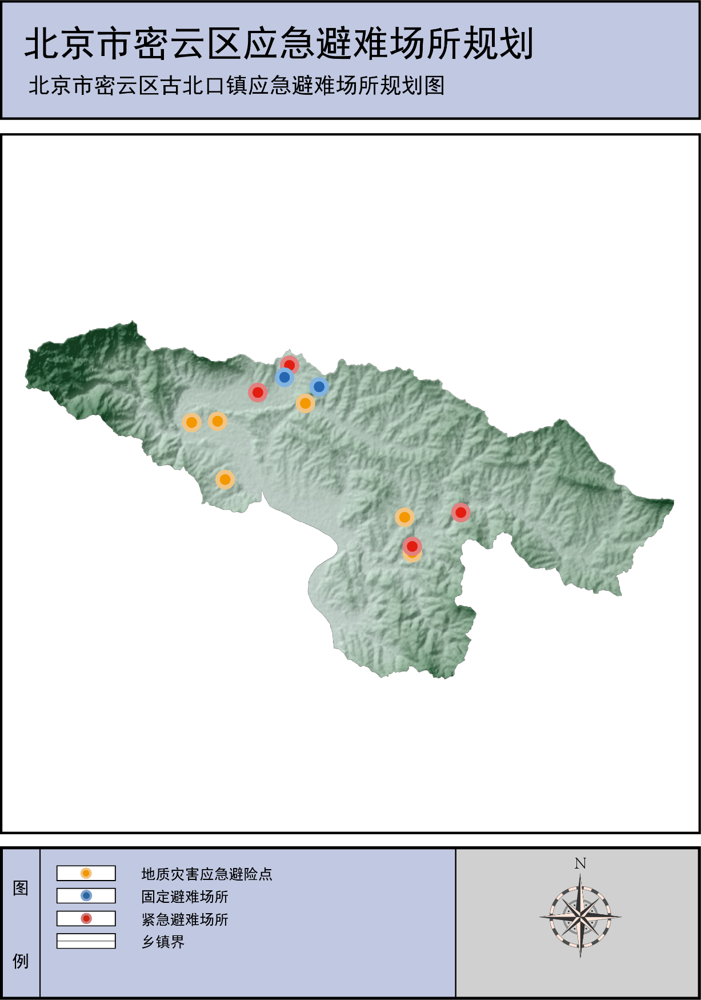 北京市密云区应急避难场所规划
北京市密云区古北口镇应急避难场所规划图
图例
地质灾害应急避险点
固定避难场所
紧急避难场所
乡镇界
N